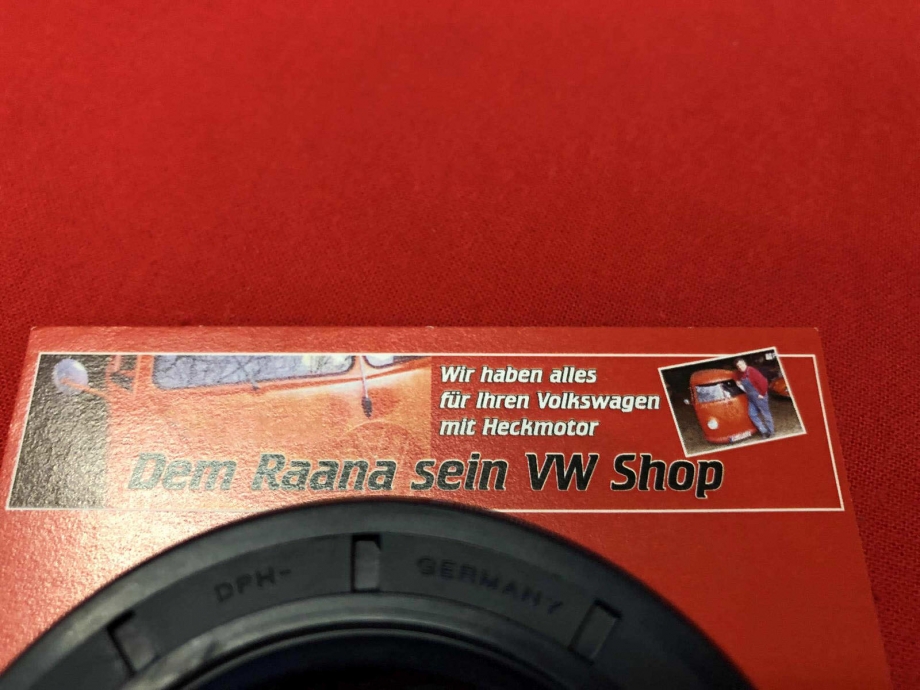 Wir haben alles
für Ihren Volkswagen
mit Heckmotor
Dem Raana sein VW Shop
DPH- GERMANY